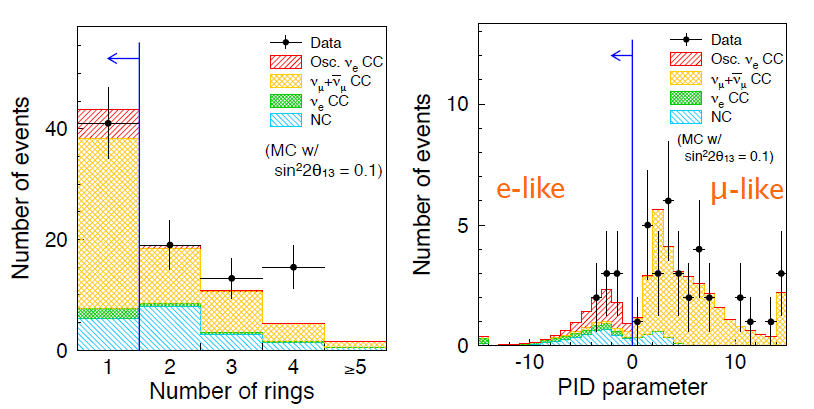 Number of events
40
20
0
Data
Osc. νe CC
νμ+ν̅μ CC
νe CC
NC
(MC w/
sin²2θ₁₃ = 0.1)
1 2 3 4 ≥5
Number of rings
Number of events
10
5
0
Data
Osc. νe CC
νμ+ν̅μ CC
νe CC
NC
(MC w/
sin²2θ₁₃ = 0.1)
e-like
μ-like
-10 0 10
PID parameter